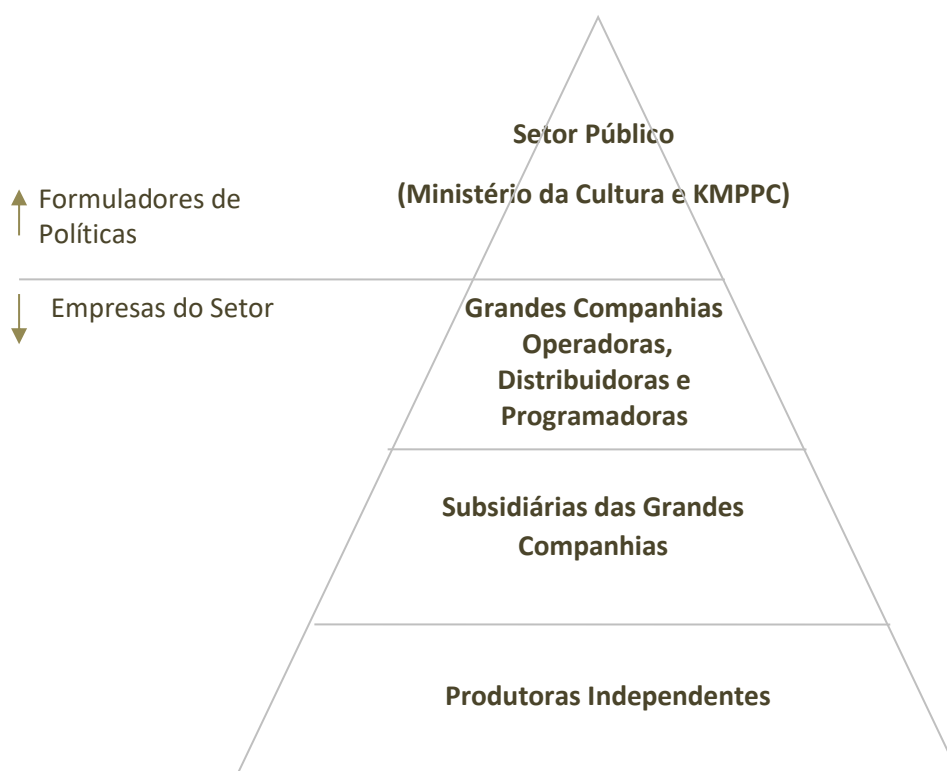 Setor Público
(Ministério da Cultura e KMPPC)
Formuladores de
Políticas
Empresas do Setor
Grandes Companhias
Operadoras,
Distribuidoras e
Programadoras
Subsidiárias das Grandes
Companhias
Produtoras Independentes